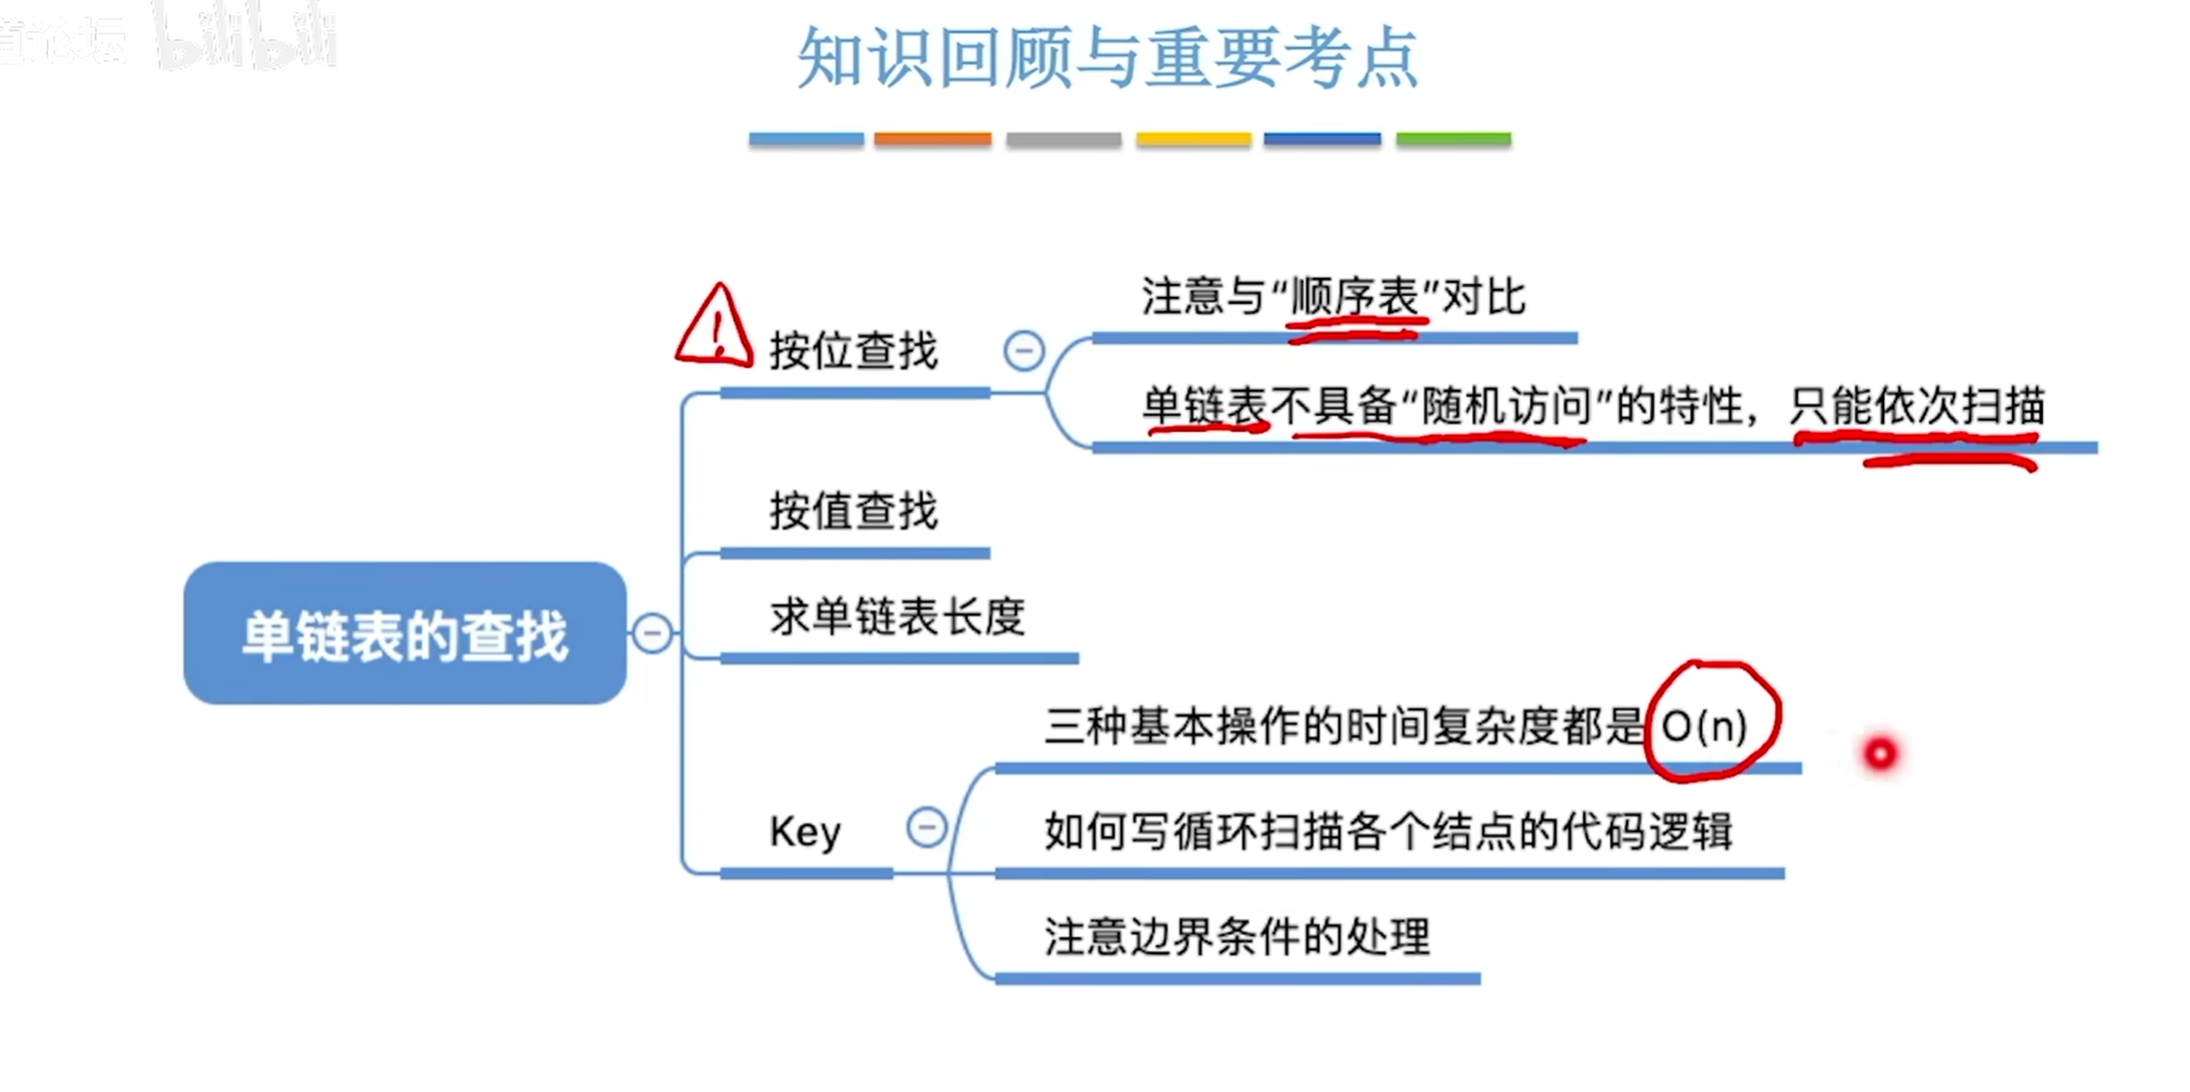 道论坛 bilibili
知识回顾与重要考点
注意与“顺序表”对比
按位查找
单链表不具备“随机访问”的特性，只能依次扫描
按值查找
求单链表长度
单链表的查找
三种基本操作的时间复杂度都是 O(n)
Key
如何写循环扫描各个结点的代码逻辑
注意边界条件的处理